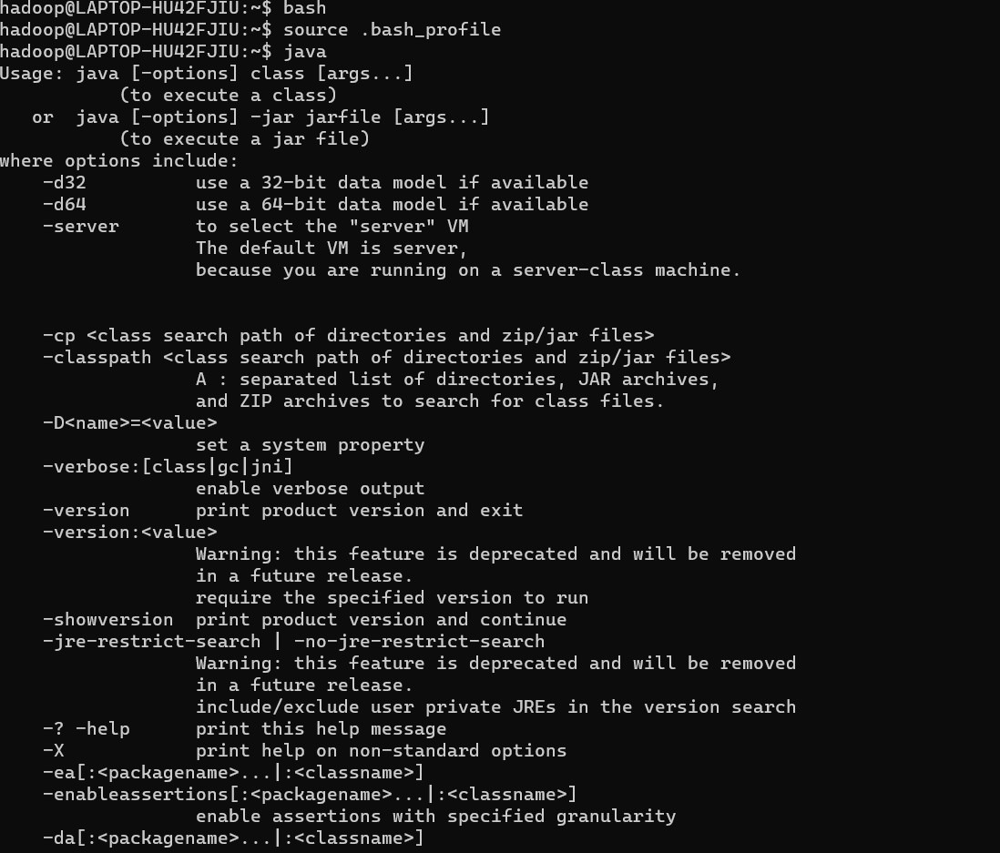 hadoop@LAPTOP-HU42FJIU:~$ bash
hadoop@LAPTOP-HU42FJIU:~$ source .bash_profile
hadoop@LAPTOP-HU42FJIU:~$ java
Usage: java [-options] class [args...]
           (to execute a class)
   or  java [-options] -jar jarfile [args...]
           (to execute a jar file)
where options include:
    -d32          use a 32-bit data model if available
    -d64          use a 64-bit data model if available
    -server       to select the "server" VM
                  The default VM is server,
                  because you are running on a server-class machine.
    -cp <class search path of directories and zip/jar files>
    -classpath <class search path of directories and zip/jar files>
                  A : separated list of directories, JAR archives,
                  and ZIP archives to search for class files.
    -D<name>=<value>
                  set a system property
    -verbose:[class|gc|jni]
                  enable verbose output
    -version      print product version and exit
    -version:<value>
                  Warning: this feature is deprecated and will be removed
                  in a future release.
                  require the specified version to run
    -showversion  print product version and continue
    -jre-restrict-search | -no-jre-restrict-search
                  Warning: this feature is deprecated and will be removed
                  in a future release.
                  include/exclude user private JREs in the version search
    -? -help      print this help message
    -X            print help on non-standard options
    -ea[:<packagename>...|:<classname>]
    -enableassertions[:<packagename>...|:<classname>]
                  enable assertions with specified granularity
    -da[:<packagename>...|:<classname>]